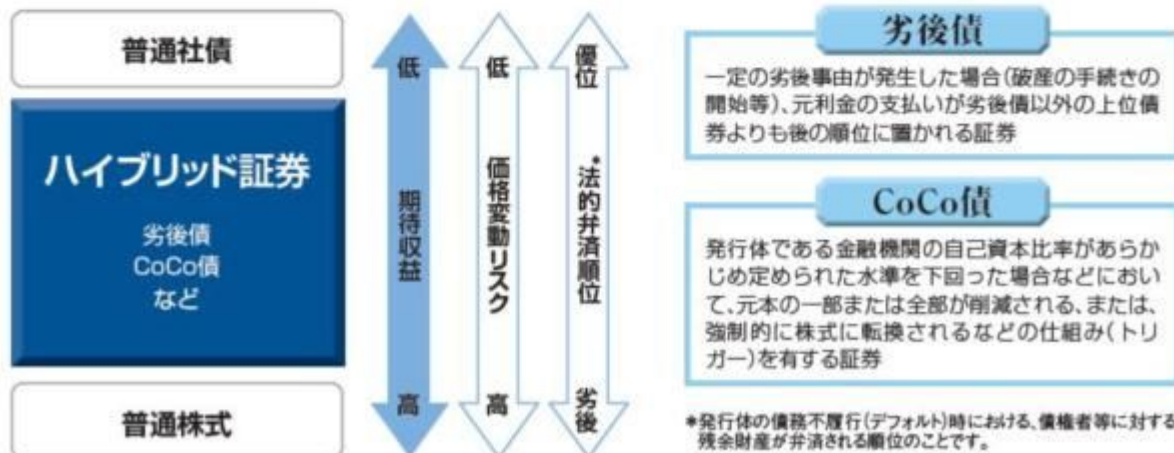 普通社債
ハイブリッド証券
劣後債
CoCo債
など
普通株式
低
期待収益
高
低
価格変動リスク
高
優位
*法的弁済順位
劣後
劣後債
一定の劣後事由が発生した場合(破産の手続きの
開始等)、元利金の支払いが劣後債以外の上位債
券よりも後の順位に置かれる証券
CoCo債
発行体である金融機関の自己資本比率があらか
じめ定められた水準を下回った場合などにおい
て、元本の一部または全部が削減される、または、
強制的に株式に転換されるなどの仕組み(トリ
ガー)を有する証券
*発行体の債務不履行(デフォルト)時における、債権者等に対する
残余財産が弁済される順位のことです。